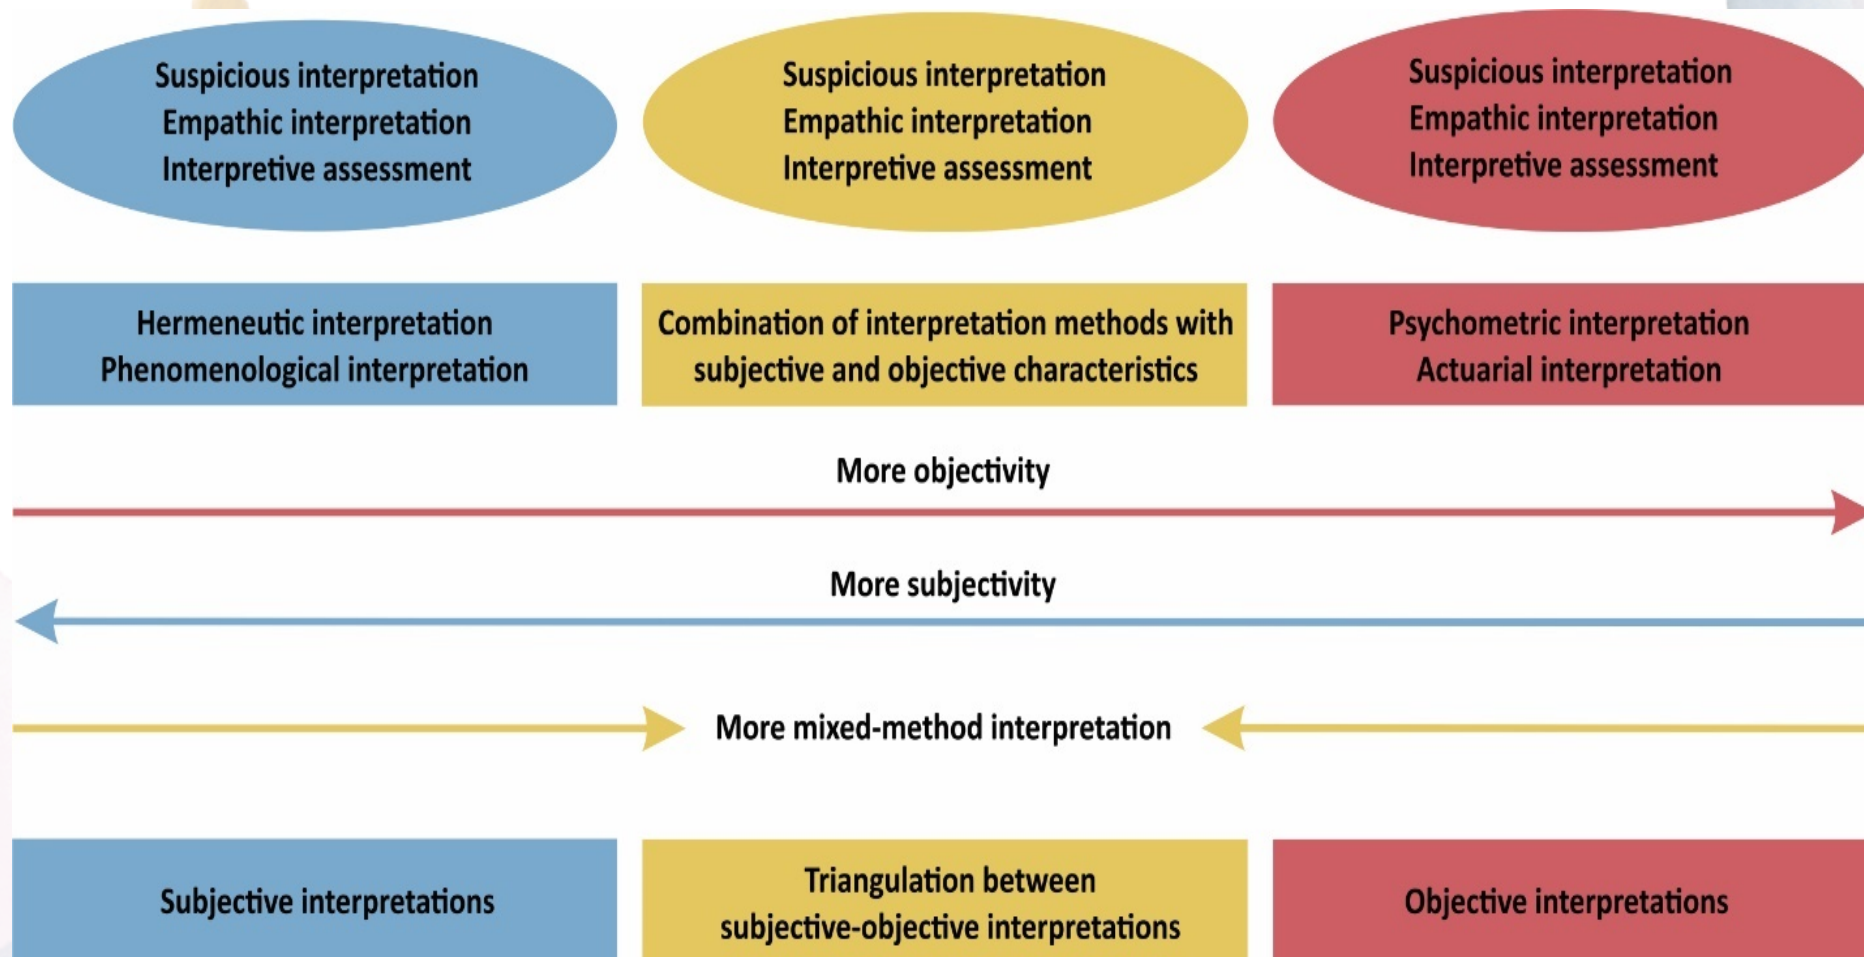 Suspicious interpretation
Empathic interpretation
Interpretive assessment
Suspicious interpretation
Empathic interpretation
Interpretive assessment
Suspicious interpretation
Empathic interpretation
Interpretive assessment
Hermeneutic interpretation
Phenomenological interpretation
Combination of interpretation methods with
subjective and objective characteristics
Psychometric interpretation
Actuarial interpretation
More objectivity
More subjectivity
More mixed-method interpretation
Subjective interpretations
Triangulation between
subjective-objective interpretations
Objective interpretations